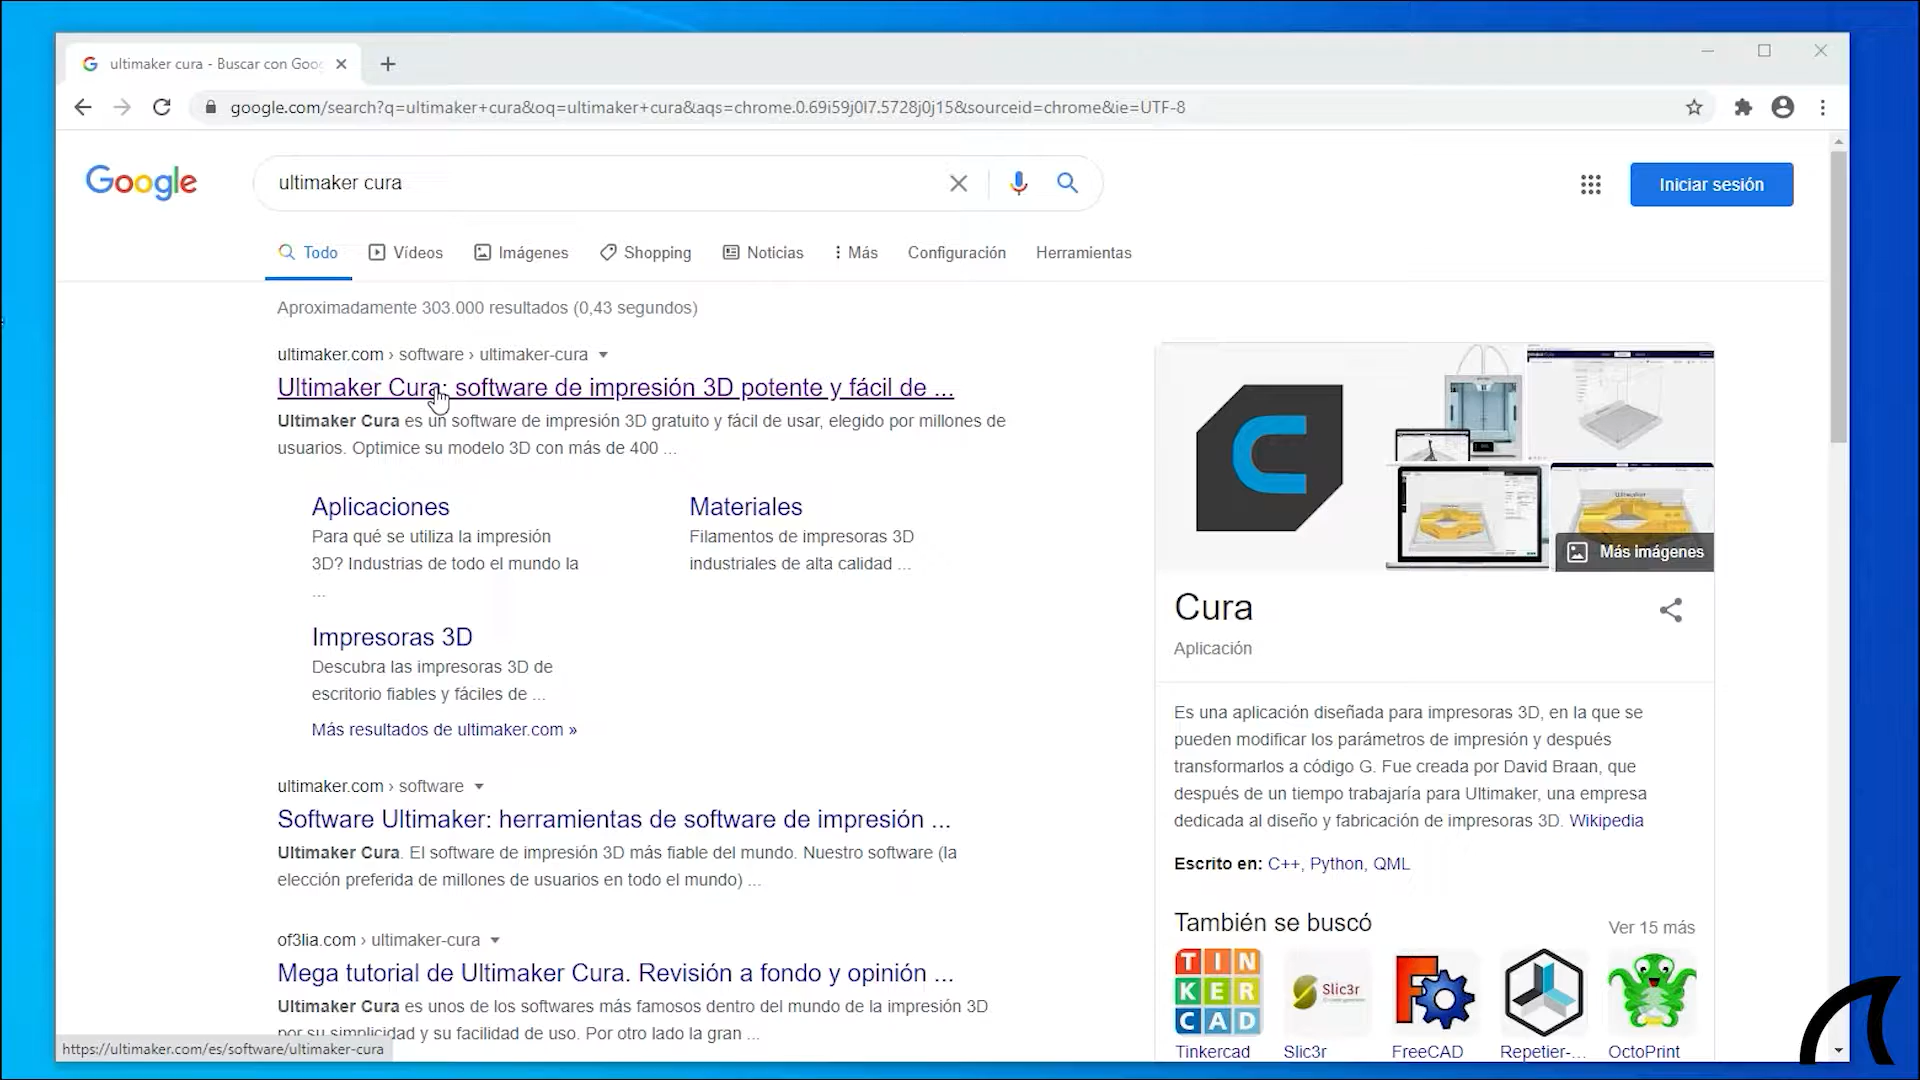 ultimaker cura - Buscar con Goo
google.com/search?q=ultimaker+cura&oq=ultimaker+cura&aqs=chrome.0.69i59j0l7.5728j0j15&sourceid=chrome&ie=UTF-8
Google
ultimaker cura
Iniciar sesión
Todo
Vídeos
Imágenes
Shopping
Noticias
Más
Configuración
Herramientas
Aproximadamente 303.000 resultados (0,43 segundos)
ultimaker.com › software › ultimaker-cura
Ultimaker Cura: software de impresión 3D potente y fácil de ...
Ultimaker Cura es un software de impresión 3D gratuito y fácil de usar, elegido por millones de
usuarios. Optimice su modelo 3D con más de 400 ...
Aplicaciones
Para qué se utiliza la impresión
3D? Industrias de todo el mundo la
...
Materiales
Filamentos de impresoras 3D
industriales de alta calidad ...
Impresoras 3D
Descubra las impresoras 3D de
escritorio fiables y fáciles de ...
Más resultados de ultimaker.com »
ultimaker.com › software
Software Ultimaker: herramientas de software de impresión ...
Ultimaker Cura. El software de impresión 3D más fiable del mundo. Nuestro software (la
elección preferida de millones de usuarios en todo el mundo) ...
of3lia.com › ultimaker-cura
Mega tutorial de Ultimaker Cura. Revisión a fondo y opinión ...
Ultimaker Cura es unos de los softwares más famosos dentro del mundo de la impresión 3D
por su simplicidad y su facilidad de uso. Por otro lado la gran ...
https://ultimaker.com/es/software/ultimaker-cura
Más imágenes
Cura
Aplicación
Es una aplicación diseñada para impresoras 3D, en la que se
pueden modificar los parámetros de impresión y después
transformarlos a código G. Fue creada por David Braan, que
después de un tiempo trabajaría para Ultimaker, una empresa
dedicada al diseño y fabricación de impresoras 3D. Wikipedia
Escrito en: C++, Python, QML
También se buscó
Ver 15 más
TIN
KER
CAD
Slic3r
Tinkercad
Slic3r
FreeCAD
Repetier-...
OctoPrint